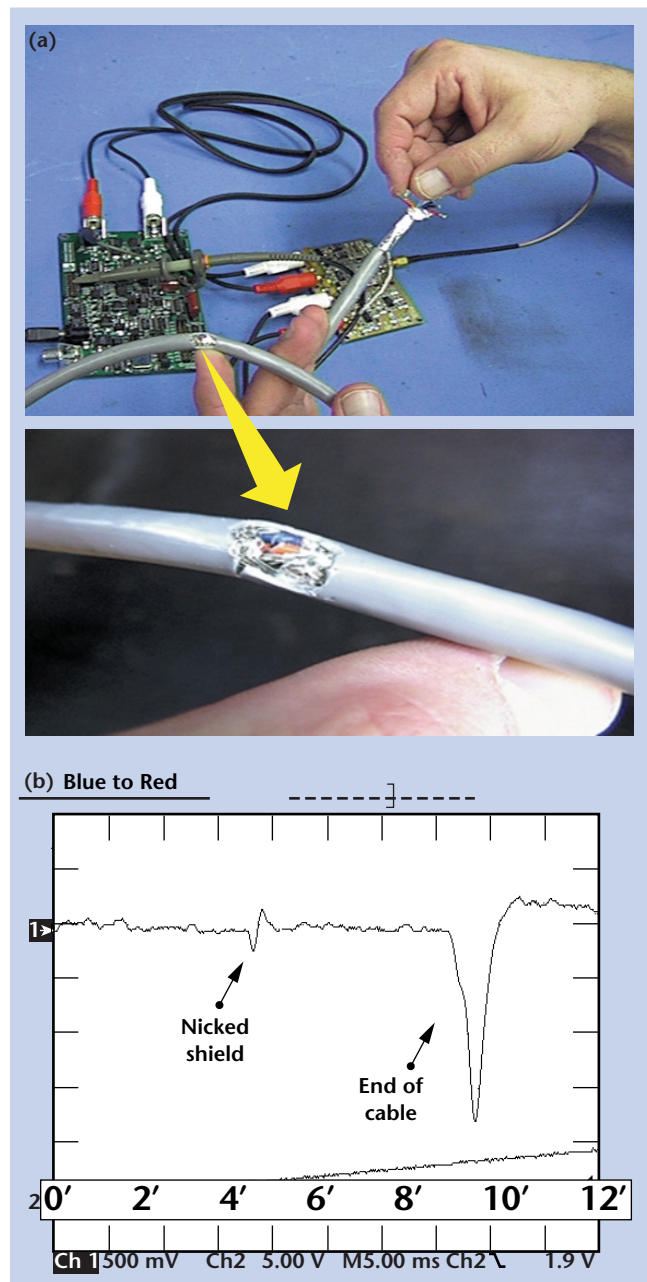 (a)
(b) Blue to Red
1
Nicked
shield
End of
cable
2 0′ 2′ 4′ 6′ 8′ 10′ 12′
Ch 1 500 mV Ch2 5.00 V M5.00 ms Ch2 1.9 V